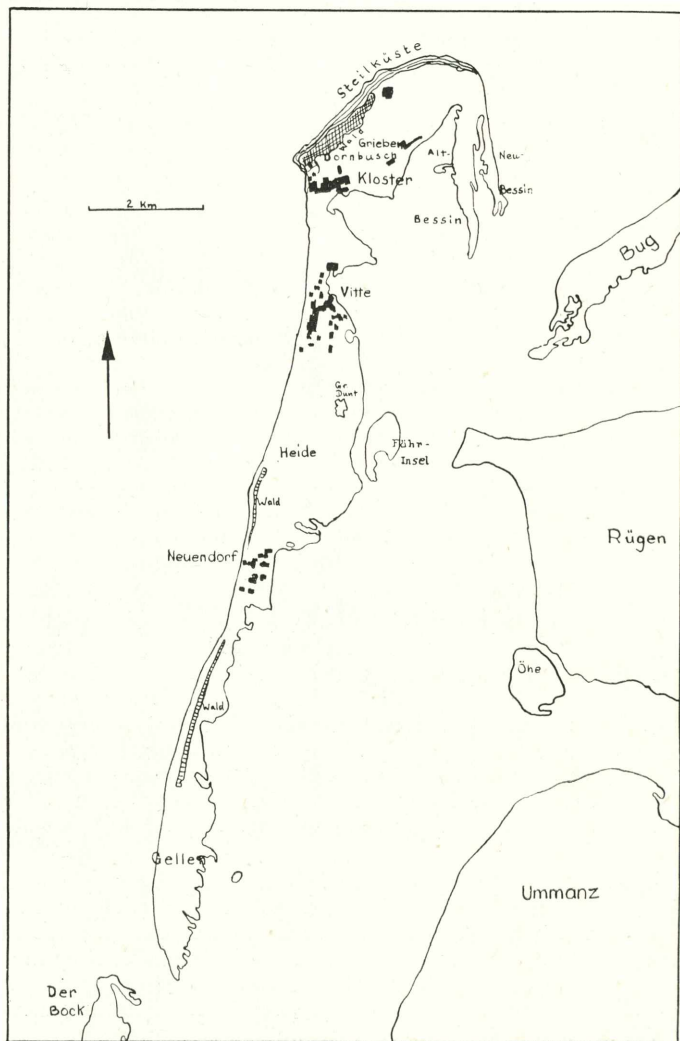 Steilküste
Wald
Grieben
Dornbusch
Kloster
Alt-
Bessin
Neu-
Bessin
2 Km
Bug
Vitte
Gr.
Dunt
Heide
Fähr-
Insel
Wald
Rügen
Neuendorf
Öhe
Wald
Gellen
Ummanz
Der
Bock